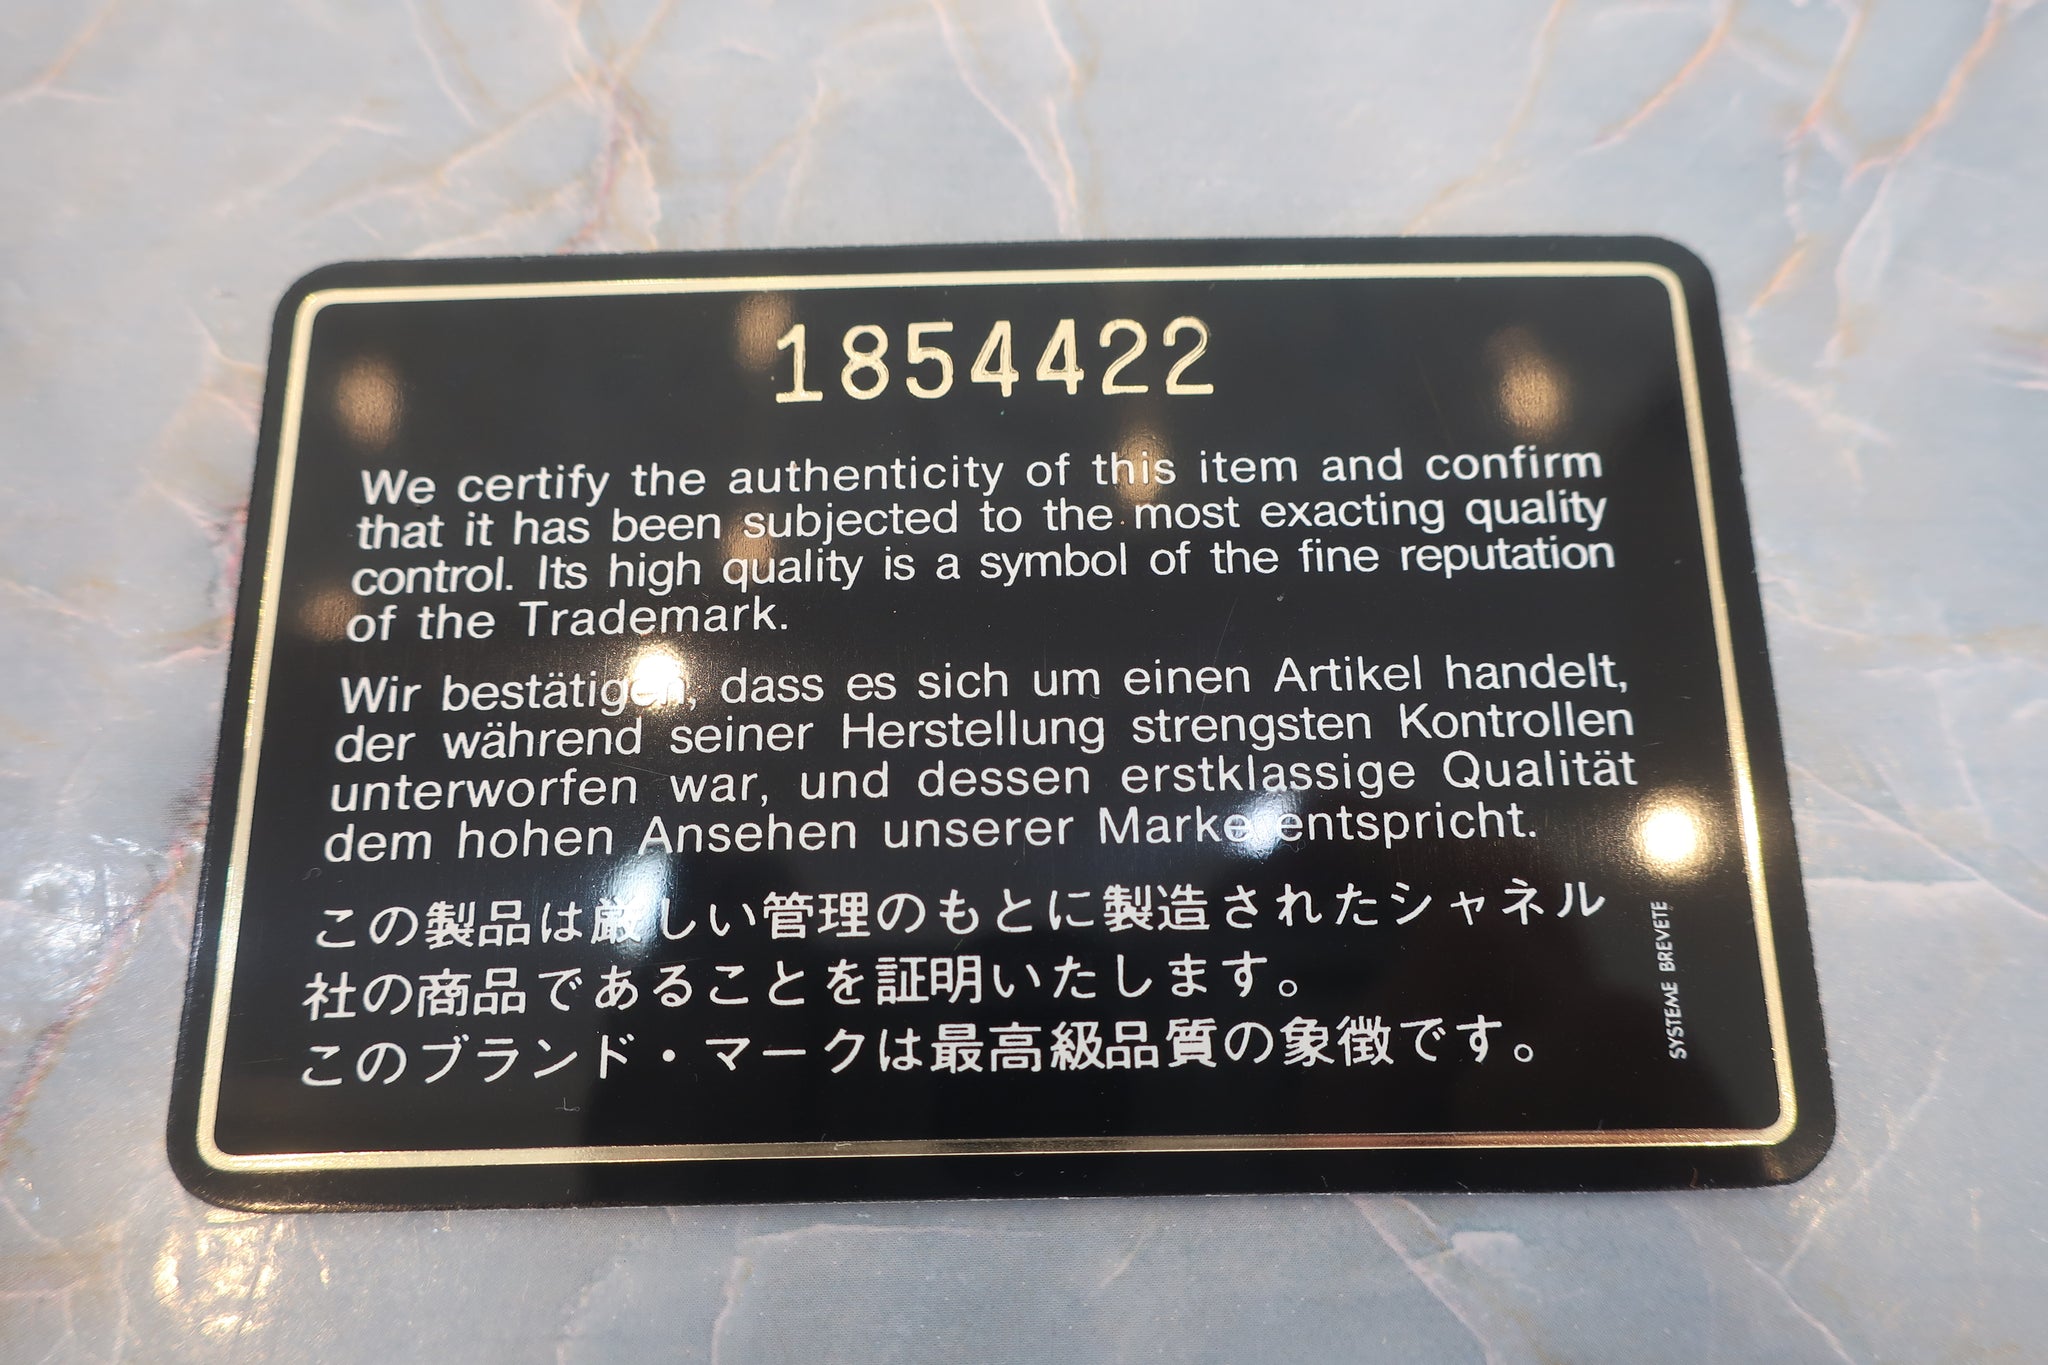 1854422
We certify the authenticity of this item and confirm
that it has been subjected to the most exacting quality
control. Its high quality is a symbol of the fine reputation
of the Trademark.
Wir bestätigen, dass es sich um einen Artikel handelt,
der während seiner Herstellung strengsten Kontrollen
unterworfen war, und dessen erstklassige Qualität
dem hohen Ansehen unserer Marke entspricht.
この製品は厳しい管理のもとに製造されたシャネル
社の商品であることを証明いたします。
このブランド・マークは最高級品質の象徴です。
SYSTEME BREVETE